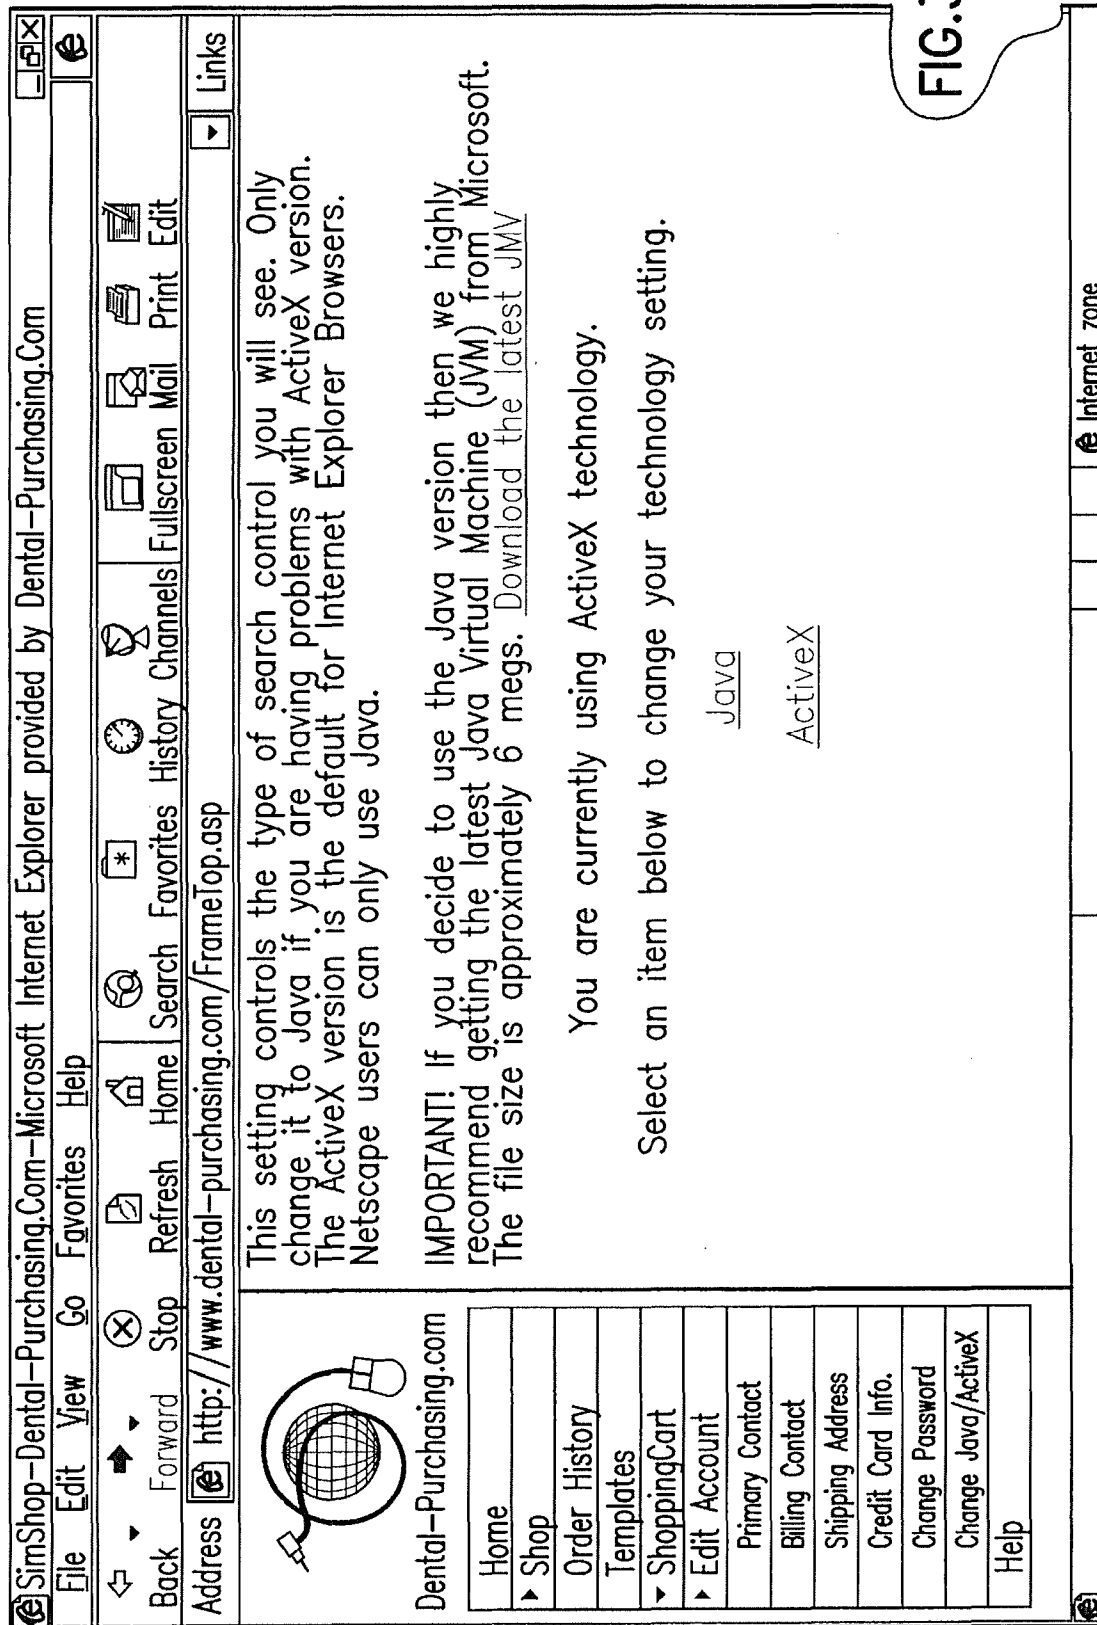 SimShop-Dental-Purchasing.Com-Microsoft Internet Explorer provided by Dental-Purchasing.Com
File Edit View Go Favorites Help
Back Forward Stop Refresh Home Search Favorites History Channels Fullscreen Mail Print Edit
Address http://www.dental-purchasing.com/FrameTop.asp Links
Dental-Purchasing.com
Home
Shop
Order History
Templates
ShoppingCart
Edit Account
Primary Contact
Billing Contact
Shipping Address
Credit Card Info.
Change Password
Change Java/ActiveX
Help
This setting controls the type of search control you will see. Only
change it to Java if you are having problems with ActiveX version.
The ActiveX version is the default for Internet Explorer Browsers.
Netscape users can only use Java.
IMPORTANT! If you decide to use the Java version then we highly
recommend getting the latest Java Virtual Machine (JVM) from Microsoft.
The file size is approximately 6 megs. Download the latest JMV
You are currently using ActiveX technology.
Select an item below to change your technology setting.
Java
ActiveX
Internet zone
FIG.